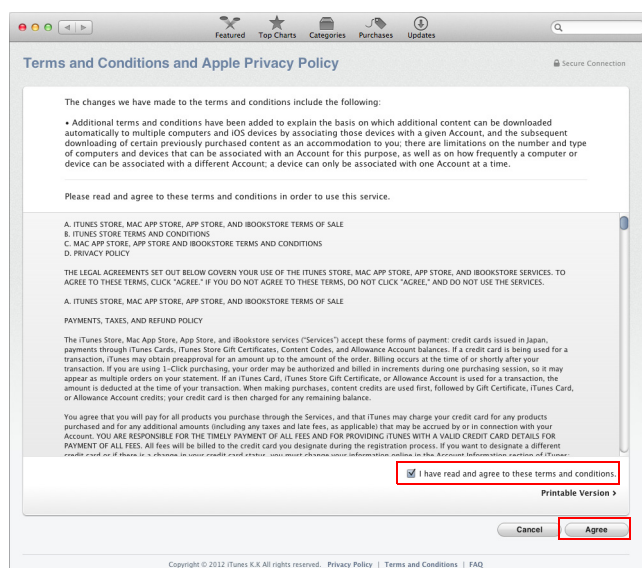 Featured Top Charts Categories Purchases Updates
Terms and Conditions and Apple Privacy Policy
Secure Connection
The changes we have made to the terms and conditions include the following:
• Additional terms and conditions have been added to explain the basis on which additional content can be downloaded
automatically to multiple computers and iOS devices by associating those devices with a given Account, and the subsequent
downloading of certain previously purchased content as an accommodation to you; there are limitations on the number and type
of computers and devices that can be associated with an Account for this purpose, as well as on how frequently a computer or
device can be associated with a different Account; a device can only be associated with one Account at a time.
Please read and agree to these terms and conditions in order to use this service.
A. ITUNES STORE, MAC APP STORE, APP STORE, AND IBOOKSTORE TERMS OF SALE
B. ITUNES STORE TERMS AND CONDITIONS
C. MAC APP STORE, APP STORE AND IBOOKSTORE TERMS AND CONDITIONS
D. PRIVACY POLICY
THE LEGAL AGREEMENTS SET OUT BELOW GOVERN YOUR USE OF THE ITUNES STORE, MAC APP STORE, APP STORE, AND IBOOKSTORE SERVICES. TO
AGREE TO THESE TERMS, CLICK "AGREE." IF YOU DO NOT AGREE TO THESE TERMS, DO NOT CLICK "AGREE," AND DO NOT USE THE SERVICES.
A. ITUNES STORE, MAC APP STORE, APP STORE, AND IBOOKSTORE TERMS OF SALE
PAYMENTS, TAXES, AND REFUND POLICY
The iTunes Store, Mac App Store, App Store, and iBookstore services ("Services") accept these forms of payment: credit cards issued in Japan,
payments through iTunes Cards, iTunes Store Gift Certificates, Content Codes, and Allowance Account balances. If a credit card is being used for a
transaction, iTunes may obtain preapproval for an amount up to the amount of the order. Billing occurs at the time of or shortly after your
transaction. If you are using 1-Click purchasing, your order may be authorized and billed in increments during one purchasing session, so it may
appear as multiple orders on your statement. If an iTunes Card, iTunes Store Gift Certificate, or Allowance Account is used for a transaction, the
amount is deducted at the time of your transaction. When making purchases, content credits are used first, followed by Gift Certificate, iTunes Card,
or Allowance Account credits; your credit card is then charged for any remaining balance.
You agree that you will pay for all products you purchase through the Services, and that iTunes may charge your credit card for any products
purchased and for any additional amounts (including any taxes and late fees, as applicable) that may be accrued by or in connection with your
Account. YOU ARE RESPONSIBLE FOR THE TIMELY PAYMENT OF ALL FEES AND FOR PROVIDING ITUNES WITH A VALID CREDIT CARD DETAILS FOR
PAYMENT OF ALL FEES. All fees will be billed to the credit card you designate during the registration process. If you want to designate a different
credit card or if there is a change in your credit card status, you must change your information online in the Account Information section of iTunes;
I have read and agree to these terms and conditions.
Printable Version >
Cancel Agree
Copyright © 2012 iTunes K.K All rights reserved. Privacy Policy | Terms and Conditions | FAQ